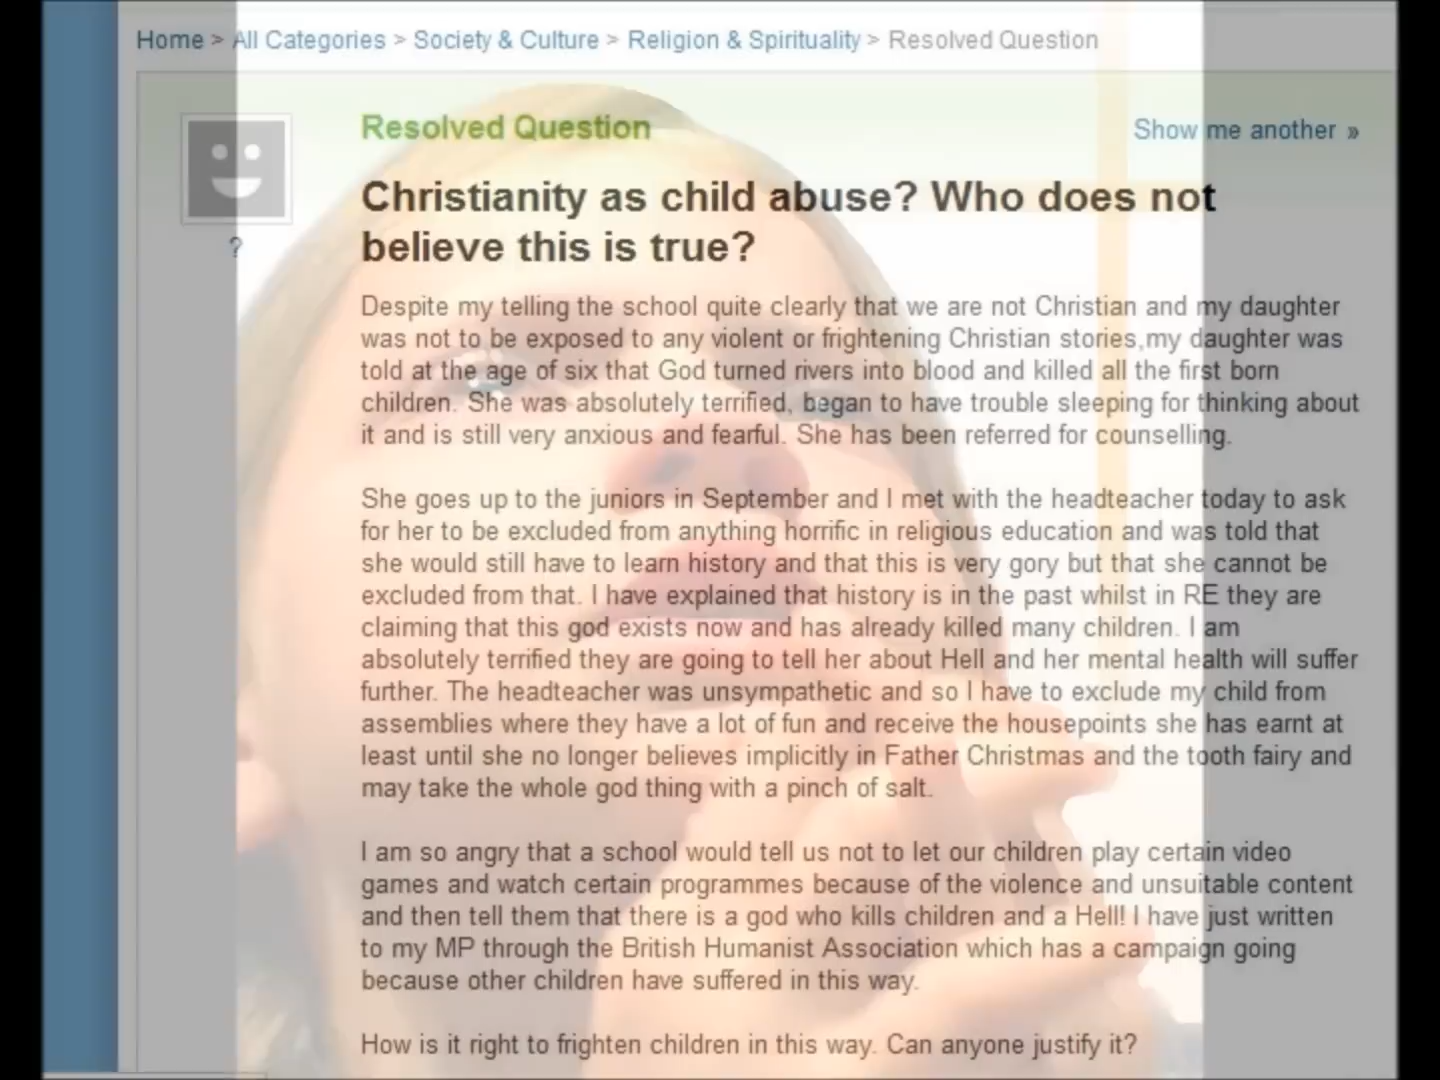 Home > All Categories > Society & Culture > Religion & Spirituality > Resolved Question
Resolved Question
Show me another »
Christianity as child abuse? Who does not
believe this is true?
?
Despite my telling the school quite clearly that we are not Christian and my daughter
was not to be exposed to any violent or frightening Christian stories,my daughter was
told at the age of six that God turned rivers into blood and killed all the first born
children. She was absolutely terrified, began to have trouble sleeping for thinking about
it and is still very anxious and fearful. She has been referred for counselling.
She goes up to the juniors in September and I met with the headteacher today to ask
for her to be excluded from anything horrific in religious education and was told that
she would still have to learn history and that this is very gory but that she cannot be
excluded from that. I have explained that history is in the past whilst in RE they are
claiming that this god exists now and has already killed many children. I am
absolutely terrified they are going to tell her about Hell and her mental health will suffer
further. The headteacher was unsympathetic and so I have to exclude my child from
assemblies where they have a lot of fun and receive the housepoints she has earnt at
least until she no longer believes implicitly in Father Christmas and the tooth fairy and
may take the whole god thing with a pinch of salt.
I am so angry that a school would tell us not to let our children play certain video
games and watch certain programmes because of the violence and unsuitable content
and then tell them that there is a god who kills children and a Hell! I have just written
to my MP through the British Humanist Association which has a campaign going
because other children have suffered in this way.
How is it right to frighten children in this way. Can anyone justify it?